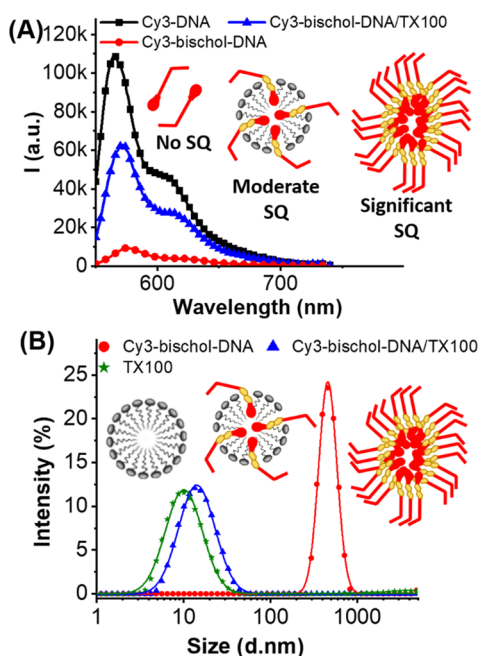 (A)
Cy3-DNA Cy3-bischol-DNA/TX100
Cy3-bischol-DNA
120k
100k
80k
60k
40k
20k
0
I (a.u.)
No SQ
Moderate
SQ
Significant
SQ
600 700
Wavelength (nm)
(B)
Cy3-bischol-DNA Cy3-bischol-DNA/TX100
TX100
25
20
15
10
5
0
Intensity (%)
1 10 100 1000
Size (d.nm)